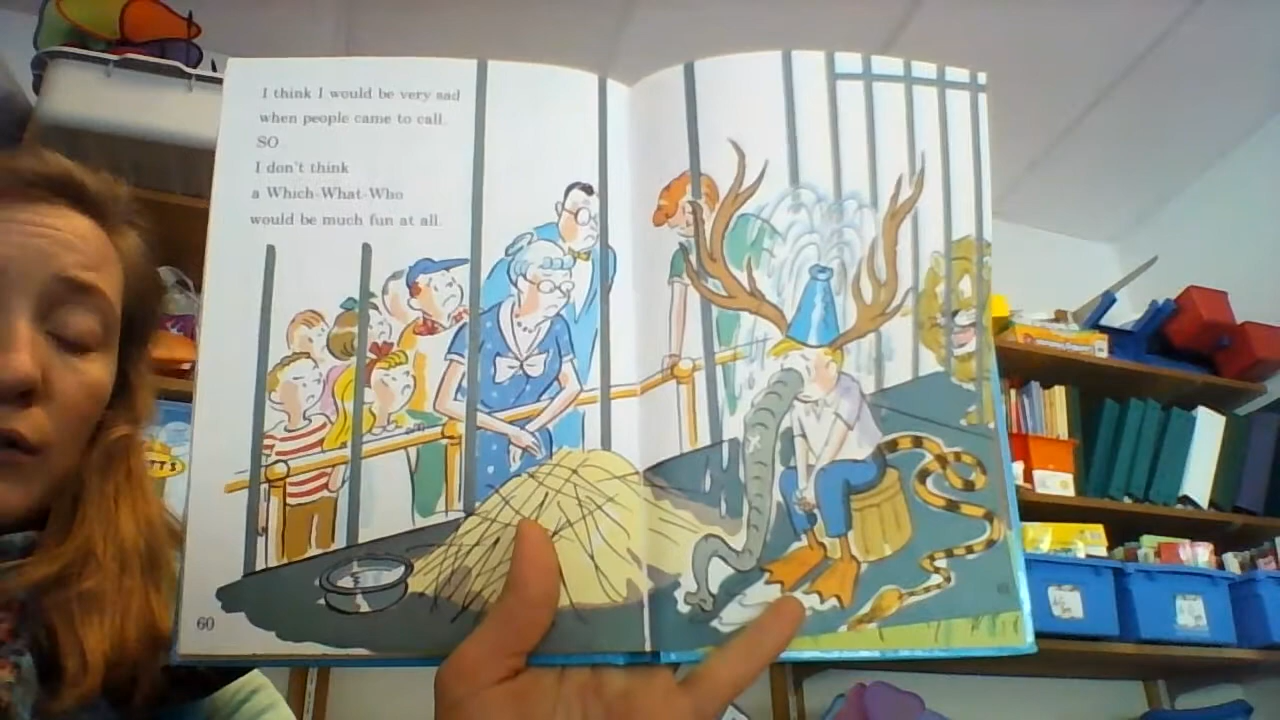 I think I would be very sad
when people came to call.
SO
I don't think
a Which-What-Who
would be much fun at all.
60